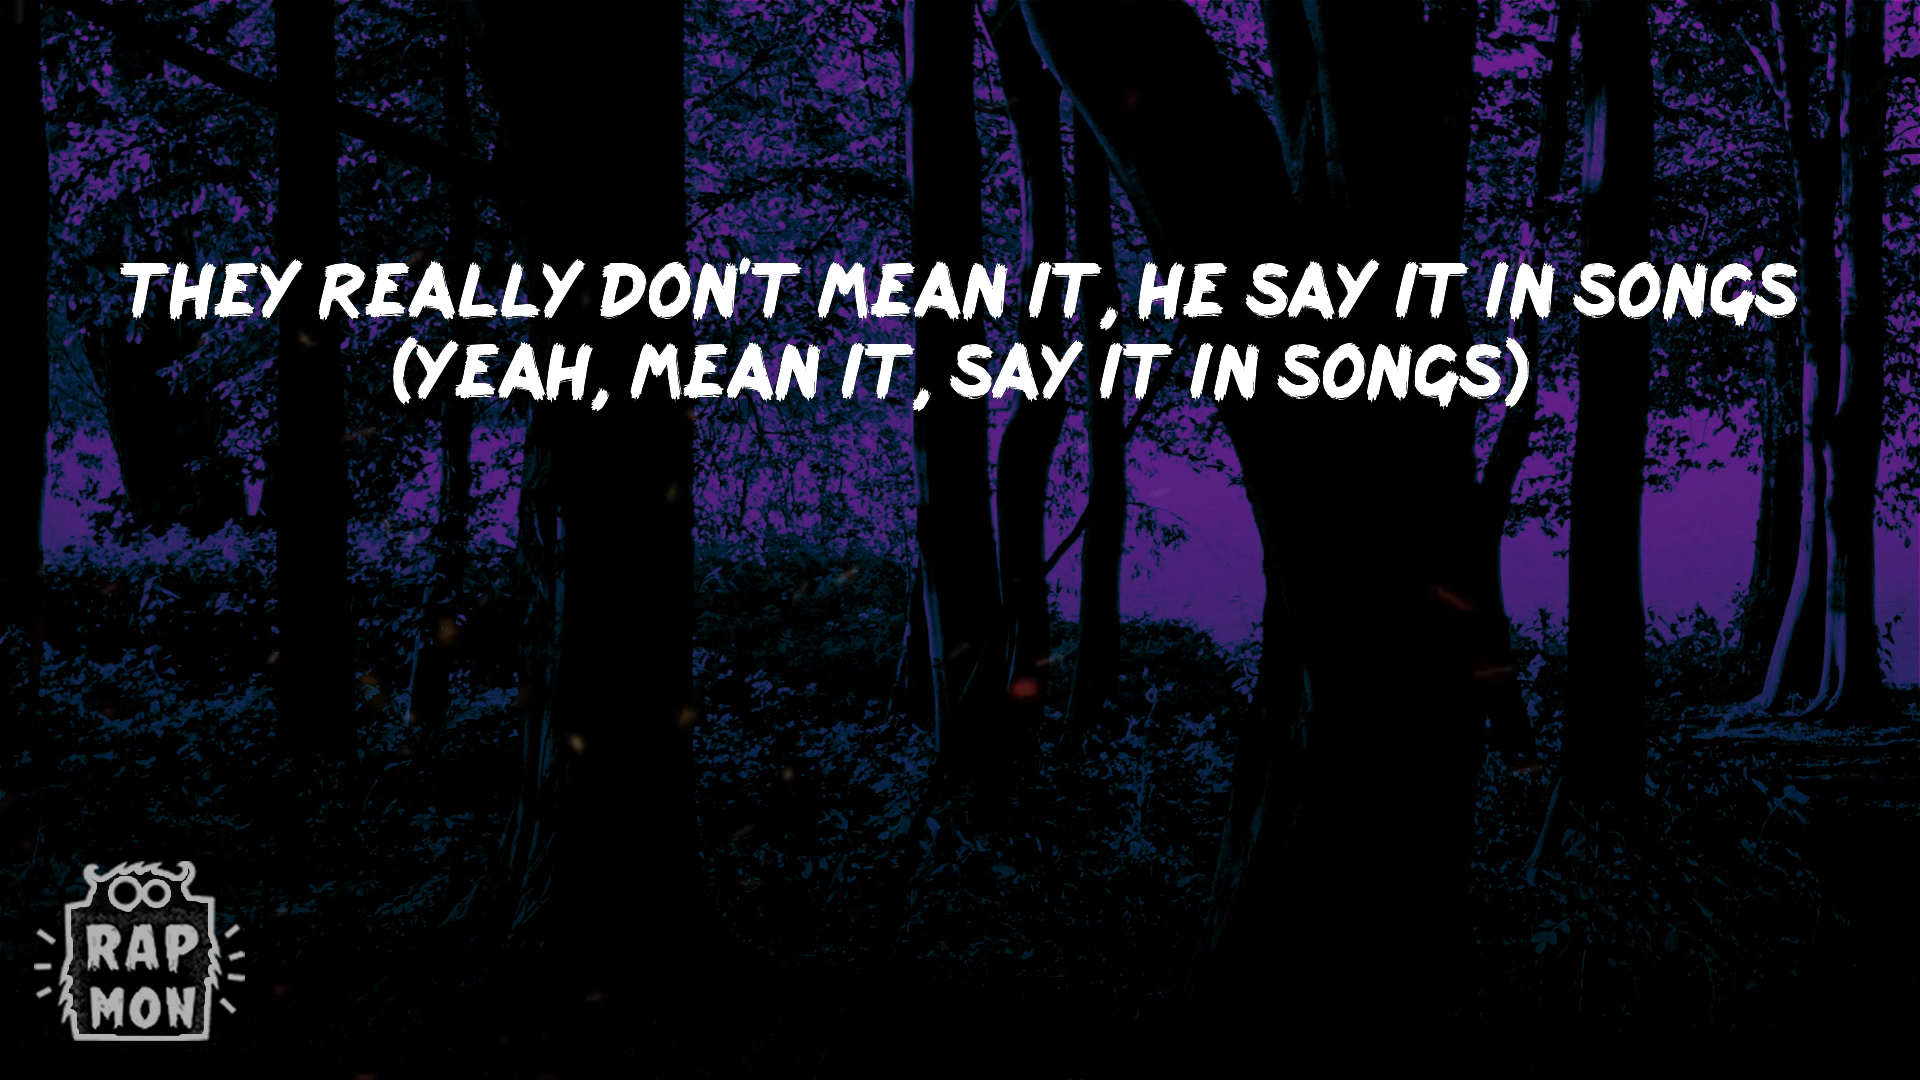 THEY REALLY DON'T MEAN IT, HE SAY IT IN SONGS
(YEAH, MEAN IT, SAY IT IN SONGS)
RAP
MON